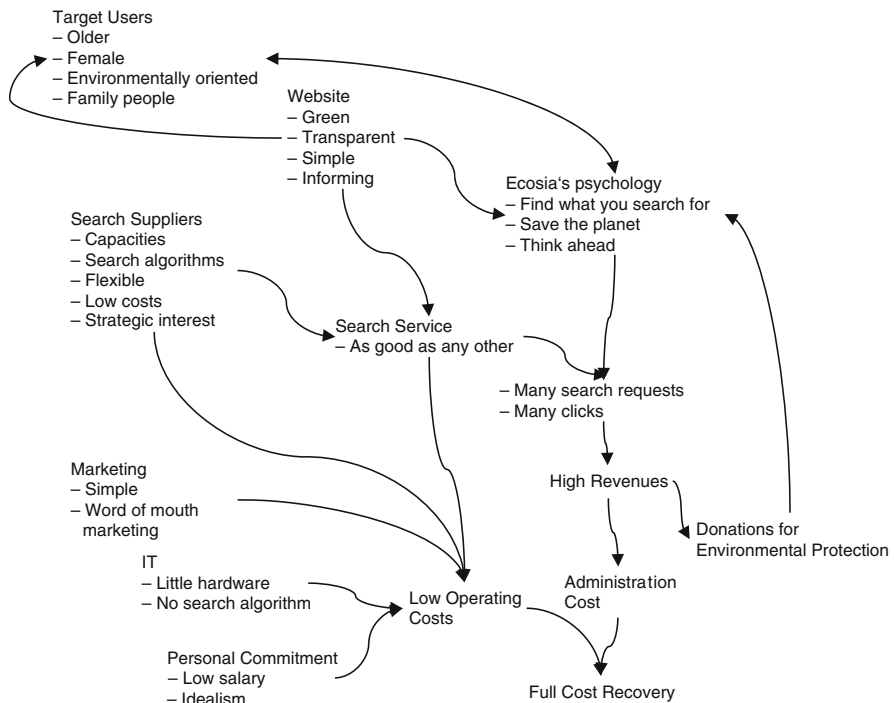 Target Users
– Older
– Female
– Environmentally oriented
– Family people
Website
– Green
– Transparent
– Simple
– Informing
Ecosia‘s psychology
– Find what you search for
– Save the planet
– Think ahead
Search Suppliers
– Capacities
– Search algorithms
– Flexible
– Low costs
– Strategic interest
Search Service
– As good as any other
– Many search requests
– Many clicks
Marketing
– Simple
– Word of mouth
marketing
High Revenues
Donations for
Environmental Protection
IT
– Little hardware
– No search algorithm
Low Operating
Costs
Administration
Cost
Personal Commitment
– Low salary
– Idealism
Full Cost Recovery